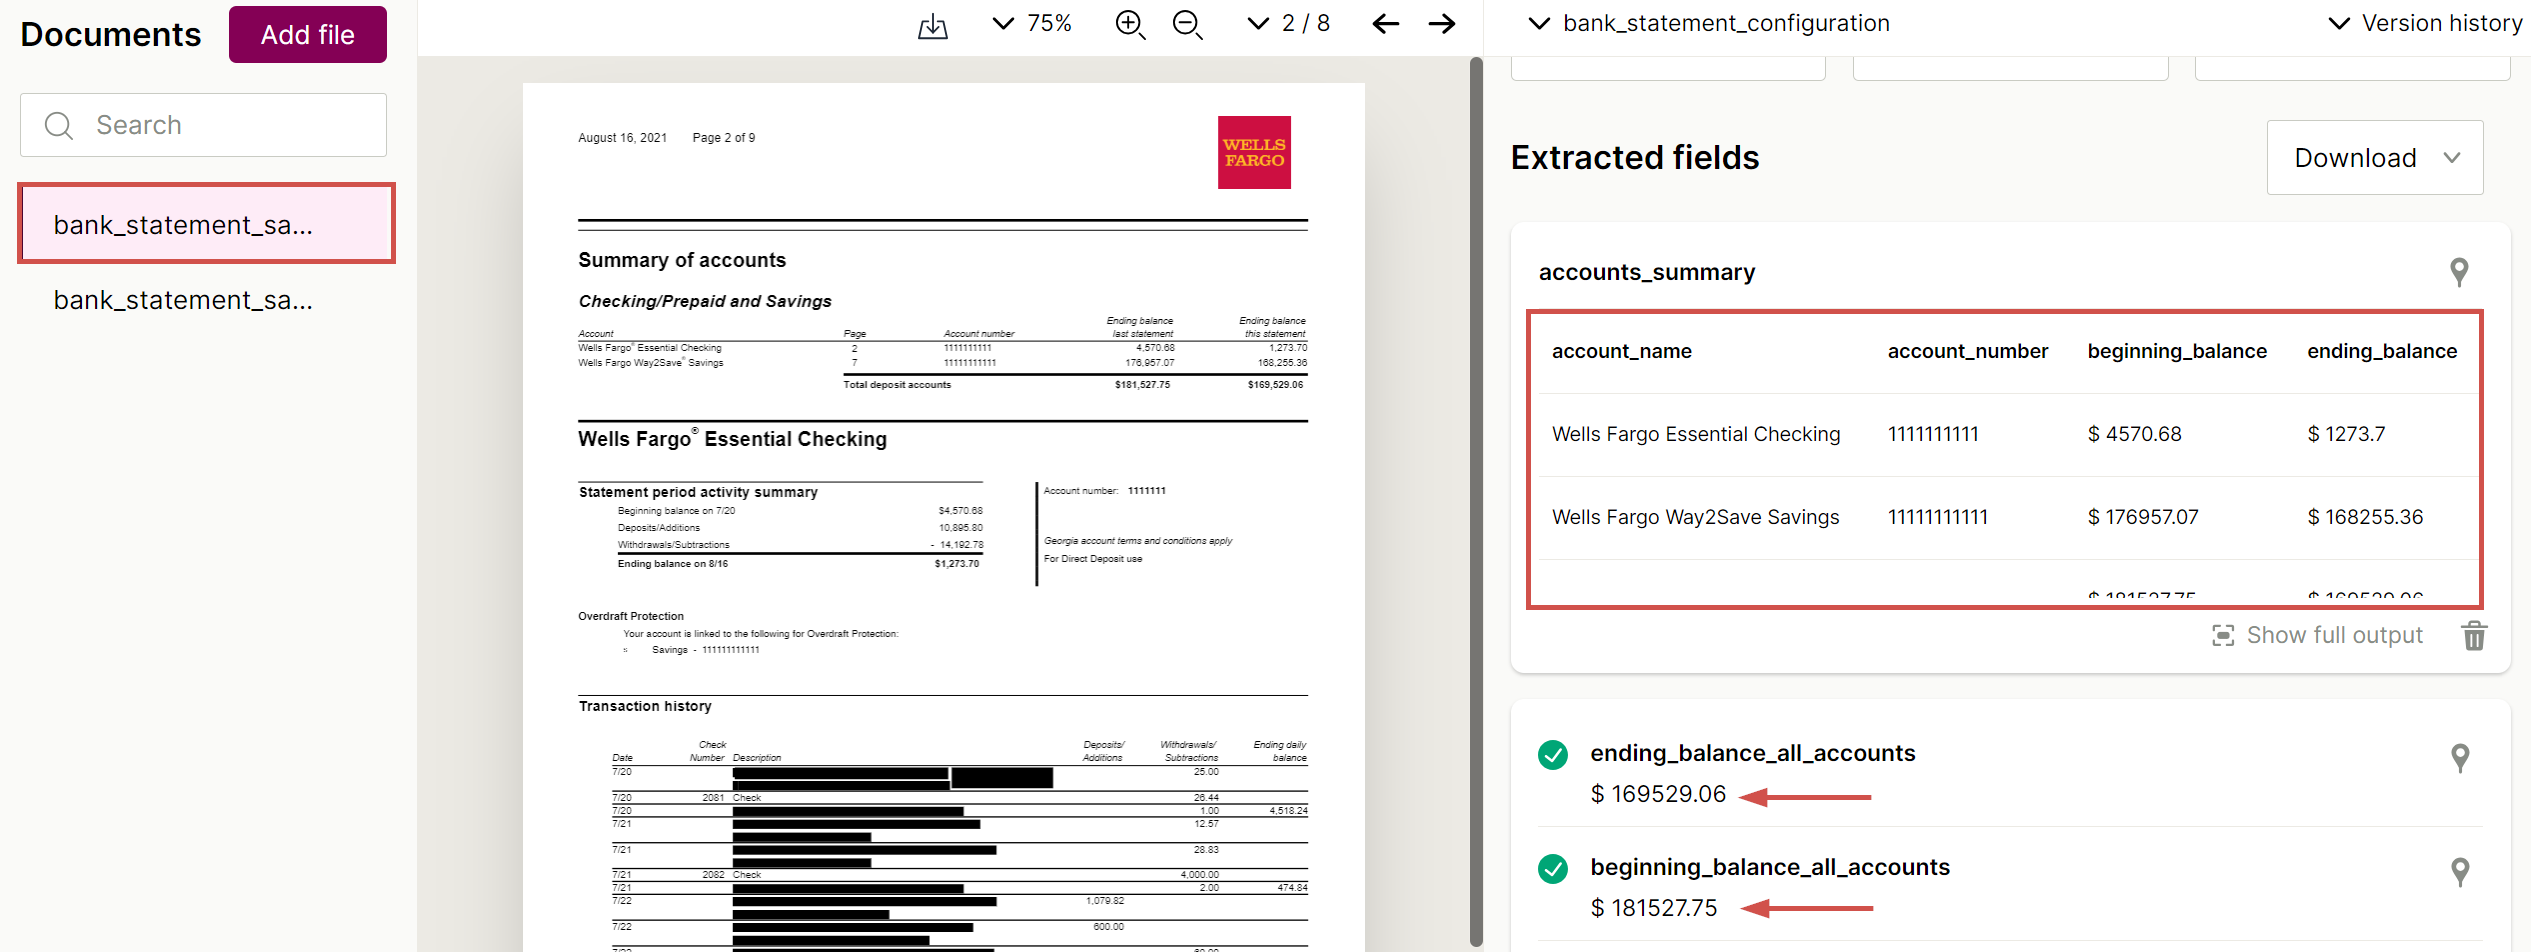 Documents
Add file
Search
bank_statement_sa...
bank_statement_sa...
75%
2 / 8
August 16, 2021 Page 2 of 9
WELLS
FARGO
Summary of accounts
Checking/Prepaid and Savings
Ending balance Ending balance
Account Page Account number last statement this statement
Wells Fargo® Essential Checking 2 1111111111 4,570.68 1,273.70
Wells Fargo Way2Save® Savings 7 11111111111 176,957.07 168,255.36
Total deposit accounts $181,527.75 $169,529.06
Wells Fargo® Essential Checking
Statement period activity summary
Beginning balance on 7/20 $4,570.68
Deposits/Additions 10,895.80
Withdrawals/Subtractions - 14,192.78
Ending balance on 8/16 $1,273.70
Account number: 1111111
Georgia account terms and conditions apply
For Direct Deposit use
Overdraft Protection
Your account is linked to the following for Overdraft Protection:
s Savings - 111111111111
Transaction history
Check Deposits/ Withdrawals/ Ending daily
Date Number Description Additions Subtractions balance
7/20 25.00
7/20 2081 Check 26.44
7/20 1.00 4,518.24
7/21 12.57
7/21 28.83
7/21 2082 Check 4,000.00
7/21 2.00 474.84
7/22 1,079.82
7/22 600.00
bank_statement_configuration
Version history
Extracted fields
Download
accounts_summary
account_name account_number beginning_balance ending_balance
Wells Fargo Essential Checking 1111111111 $ 4570.68 $ 1273.7
Wells Fargo Way2Save Savings 11111111111 $ 176957.07 $ 168255.36
$ 181527.75 $ 169529.06
Show full output
ending_balance_all_accounts
$ 169529.06
beginning_balance_all_accounts
$ 181527.75